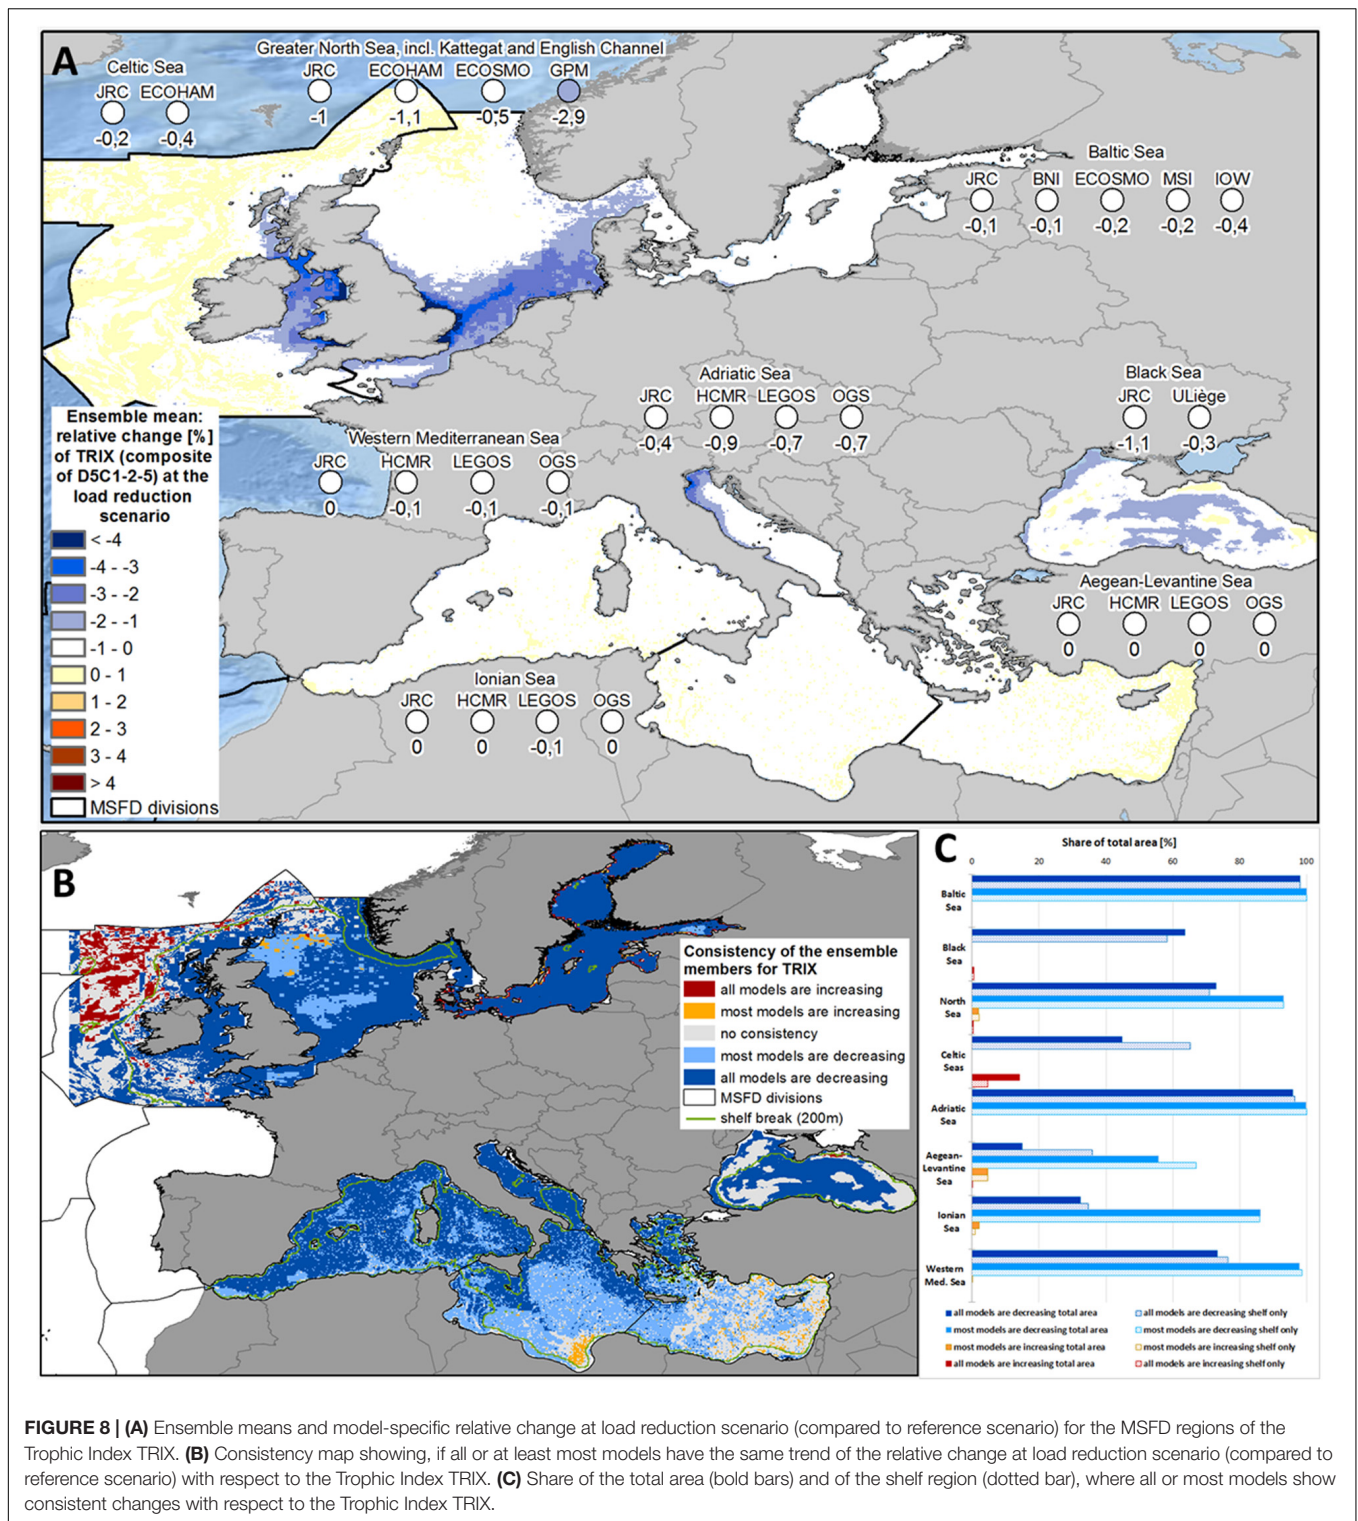 A
Celtic Sea
JRC ECOHAM
-0,2 -0,4
Greater North Sea, incl. Kattegat and English Channel
JRC ECOHAM ECOSMO GPM
-1 -1,1 -0,5 -2,9
Baltic Sea
JRC BNI ECOSMO MSI IOW
-0,1 -0,1 -0,2 -0,2 -0,4
Adriatic Sea
JRC HCMR LEGOS OGS
-0,4 -0,9 -0,7 -0,7
Black Sea
JRC ULiège
-1,1 -0,3
Western Mediterranean Sea
JRC HCMR LEGOS OGS
0 -0,1 -0,1 -0,1
Aegean-Levantine Sea
JRC HCMR LEGOS OGS
0 0 0 0
Ionian Sea
JRC HCMR LEGOS OGS
0 0 -0,1 0
Ensemble mean:
relative change [%]
of TRIX (composite
of D5C1-2-5) at the
load reduction
scenario
< -4
-4 - -3
-3 - -2
-2 - -1
-1 - 0
0 - 1
1 - 2
2 - 3
3 - 4
> 4
MSFD divisions
B
Consistency of the ensemble
members for TRIX
all models are increasing
most models are increasing
no consistency
most models are decreasing
all models are decreasing
MSFD divisions
shelf break (200m)
C
Share of total area [%]
0 20 40 60 80 100
Baltic
Sea
Black
Sea
North
Sea
Celtic
Seas
Adriatic
Sea
Aegean-
Levantine
Sea
Ionian
Sea
Western
Med. Sea
all models are decreasing total area all models are decreasing shelf only
most models are decreasing total area most models are decreasing shelf only
most models are increasing total area most models are increasing shelf only
all models are increasing total area all models are increasing shelf only
FIGURE 8 | (A) Ensemble means and model-specific relative change at load reduction scenario (compared to reference scenario) for the MSFD regions of the
Trophic Index TRIX. (B) Consistency map showing, if all or at least most models have the same trend of the relative change at load reduction scenario (compared to
reference scenario) with respect to the Trophic Index TRIX. (C) Share of the total area (bold bars) and of the shelf region (dotted bar), where all or most models show
consistent changes with respect to the Trophic Index TRIX.